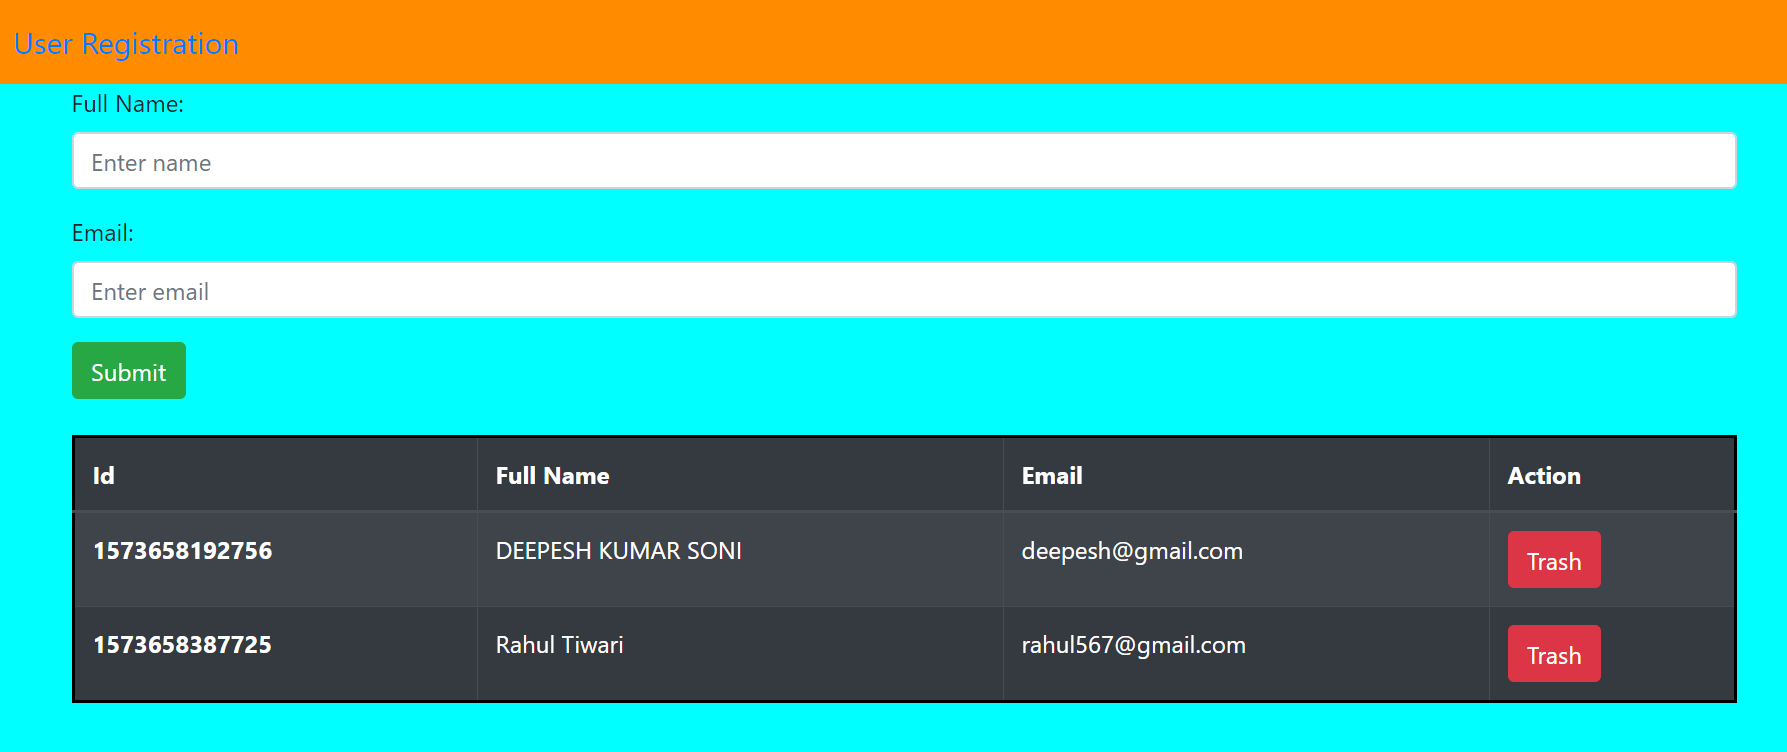 User Registration
Full Name:
Enter name
Email:
Enter email
Submit
Id Full Name Email Action
1573658192756 DEEPESH KUMAR SONI deepesh@gmail.com Trash
1573658387725 Rahul Tiwari rahul567@gmail.com Trash